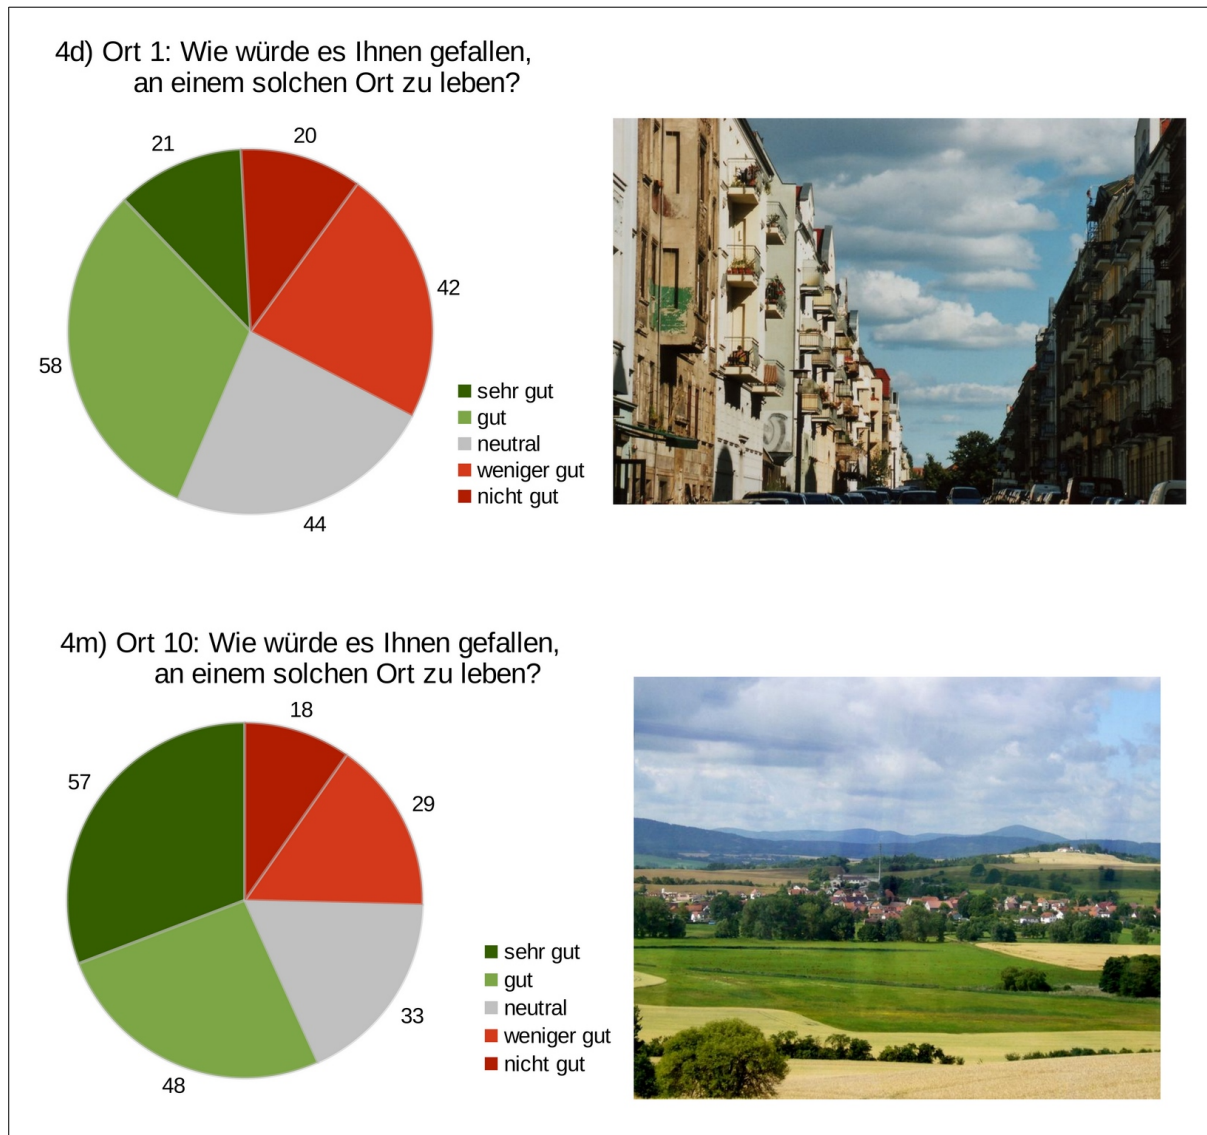 4d) Ort 1: Wie würde es Ihnen gefallen,
an einem solchen Ort zu leben?
21
20
42
58
44
sehr gut
gut
neutral
weniger gut
nicht gut
4m) Ort 10: Wie würde es Ihnen gefallen,
an einem solchen Ort zu leben?
18
57
29
33
48
sehr gut
gut
neutral
weniger gut
nicht gut